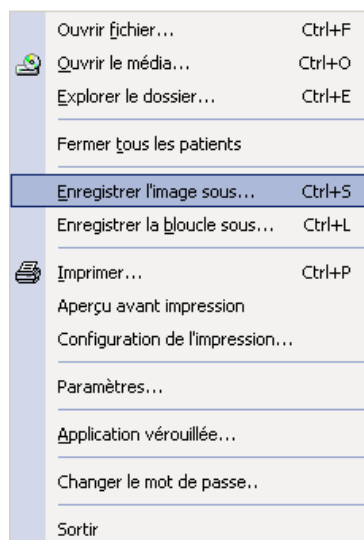 Ouvrir fichier... Ctrl+F
Ouvrir le média... Ctrl+O
Explorer le dossier... Ctrl+E
Fermer tous les patients
Enregistrer l'image sous... Ctrl+S
Enregistrer la bloucle sous... Ctrl+L
Imprimer... Ctrl+P
Aperçu avant impression
Configuration de l'impression...
Paramètres...
Application vérouillée...
Changer le mot de passe..
Sortir